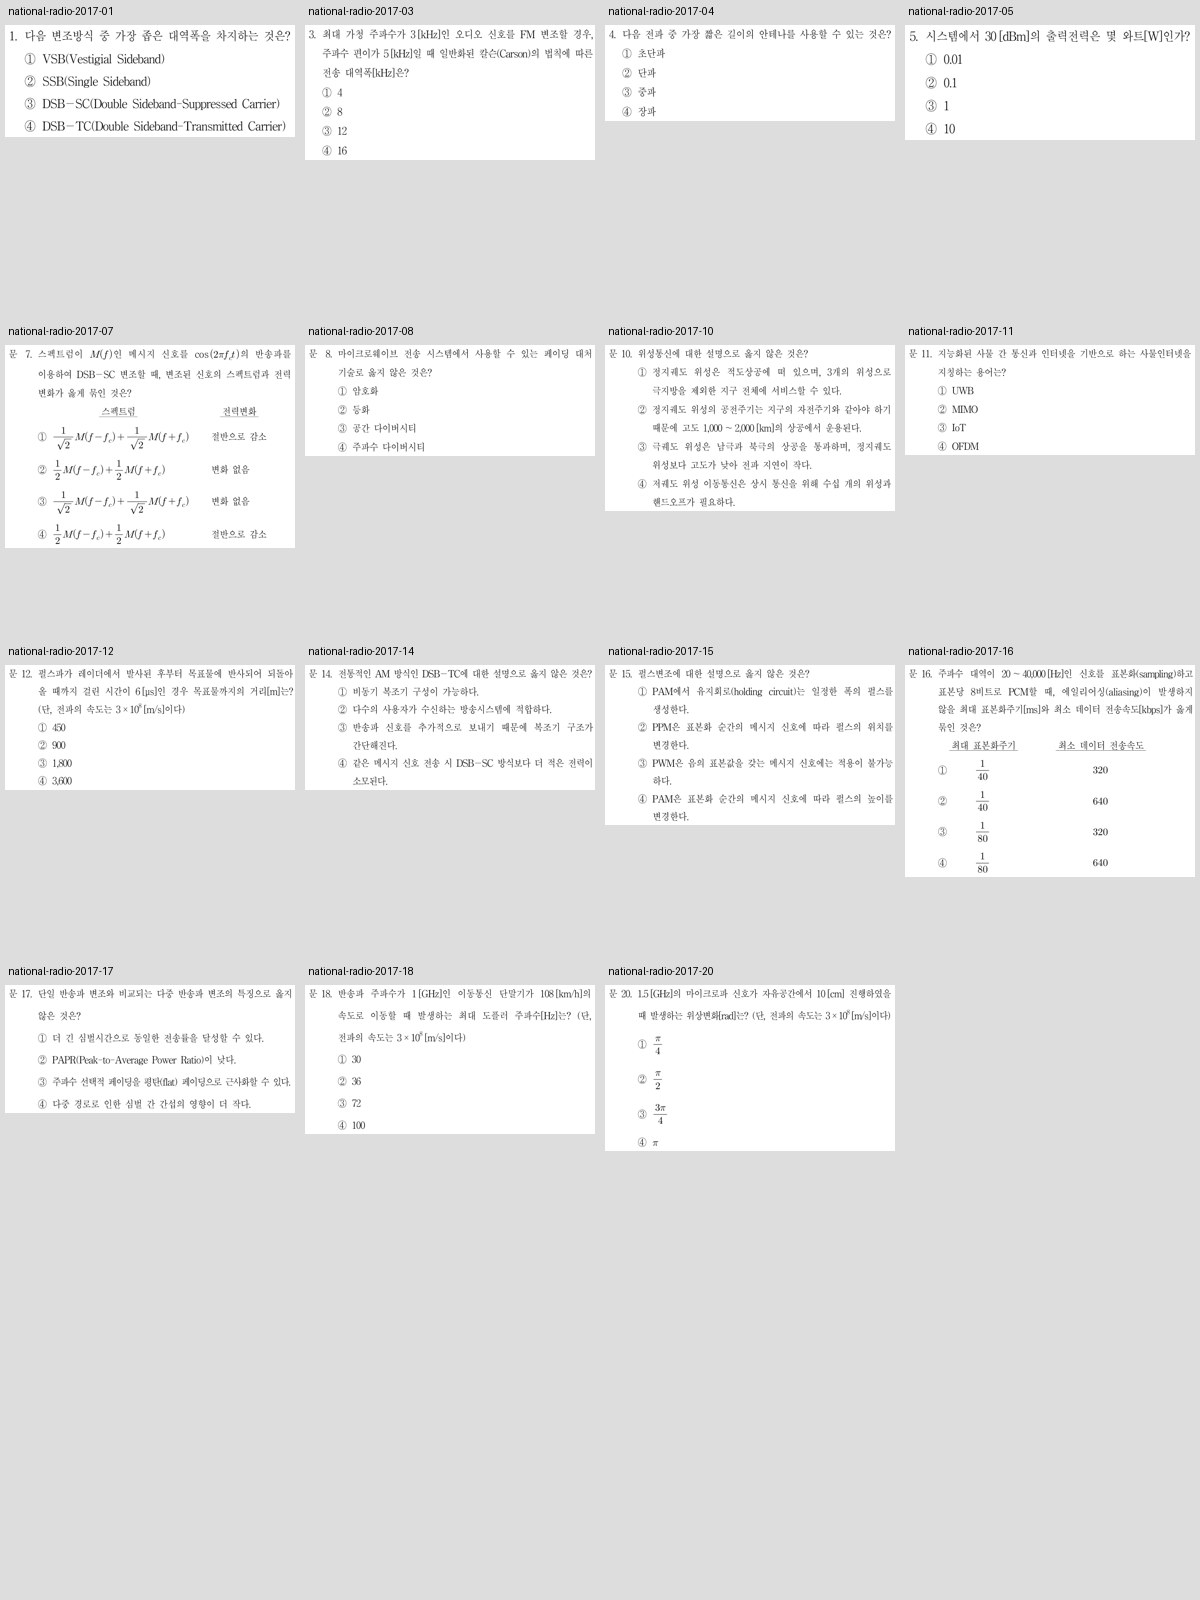 national-radio-2017-01
1. 다음 변조방식 중 가장 좁은 대역폭을 차지하는 것은?
① VSB(Vestigial Sideband)
② SSB(Single Sideband)
③ DSB-SC(Double Sideband-Suppressed Carrier)
④ DSB-TC(Double Sideband-Transmitted Carrier)
national-radio-2017-03
3. 최대 가청 주파수가 3[kHz]인 오디오 신호를 FM 변조할 경우,
주파수 편이가 5[kHz]일 때 일반화된 칼슨(Carson)의 법칙에 따른
전송 대역폭[kHz]은?
① 4
② 8
③ 12
④ 16
national-radio-2017-04
4. 다음 전파 중 가장 짧은 길이의 안테나를 사용할 수 있는 것은?
① 초단파
② 단파
③ 중파
④ 장파
national-radio-2017-05
5. 시스템에서 30[dBm]의 출력전력은 몇 와트[W]인가?
① 0.01
② 0.1
③ 1
④ 10
national-radio-2017-07
문 7. 스펙트럼이 M(f)인 메시지 신호를 cos(2πf_c t)의 반송파를
이용하여 DSB-SC 변조할 때, 변조된 신호의 스펙트럼과 전력
변화가 옳게 묶인 것은?
스펙트럼 전력변화
① 1/√2 M(f-f_c)+1/√2 M(f+f_c) 절반으로 감소
② 1/2 M(f-f_c)+1/2 M(f+f_c) 변화 없음
③ 1/√2 M(f-f_c)+1/√2 M(f+f_c) 변화 없음
④ 1/2 M(f-f_c)+1/2 M(f+f_c) 절반으로 감소
national-radio-2017-08
문 8. 마이크로웨이브 전송 시스템에서 사용할 수 있는 페이딩 대처
기술로 옳지 않은 것은?
① 암호화
② 등화
③ 공간 다이버시티
④ 주파수 다이버시티
national-radio-2017-10
문 10. 위성통신에 대한 설명으로 옳지 않은 것은?
① 정지궤도 위성은 적도상공에 떠 있으며, 3개의 위성으로
극지방을 제외한 지구 전체에 서비스할 수 있다.
② 정지궤도 위성의 공전주기는 지구의 자전주기와 같아야 하기
때문에 고도 1,000 ~ 2,000[km]의 상공에서 운용된다.
③ 극궤도 위성은 남극과 북극의 상공을 통과하며, 정지궤도
위성보다 고도가 낮아 전파 지연이 작다.
④ 저궤도 위성 이동통신은 상시 통신을 위해 수십 개의 위성과
핸드오프가 필요하다.
national-radio-2017-11
문 11. 지능화된 사물 간 통신과 인터넷을 기반으로 하는 사물인터넷을
지칭하는 용어는?
① UWB
② MIMO
③ IoT
④ OFDM
national-radio-2017-12
문 12. 펄스파가 레이더에서 발사된 후부터 목표물에 반사되어 되돌아
올 때까지 걸린 시간이 6[μs]인 경우 목표물까지의 거리[m]는?
(단, 전파의 속도는 3×10⁸[m/s]이다)
① 450
② 900
③ 1,800
④ 3,600
national-radio-2017-14
문 14. 전통적인 AM 방식인 DSB-TC에 대한 설명으로 옳지 않은 것은?
① 비동기 복조기 구성이 가능하다.
② 다수의 사용자가 수신하는 방송시스템에 적합하다.
③ 반송파 신호를 추가적으로 보내기 때문에 복조기 구조가
간단해진다.
④ 같은 메시지 신호 전송 시 DSB-SC 방식보다 더 적은 전력이
소모된다.
national-radio-2017-15
문 15. 펄스변조에 대한 설명으로 옳지 않은 것은?
① PAM에서 유지회로(holding circuit)는 일정한 폭의 펄스를
생성한다.
② PPM은 표본화 순간의 메시지 신호에 따라 펄스의 위치를
변경한다.
③ PWM은 음의 표본값을 갖는 메시지 신호에는 적용이 불가능
하다.
④ PAM은 표본화 순간의 메시지 신호에 따라 펄스의 높이를
변경한다.
national-radio-2017-16
문 16. 주파수 대역이 20 ~ 40,000[Hz]인 신호를 표본화(sampling)하고
표본당 8비트로 PCM할 때, 에일리어싱(aliasing)이 발생하지
않을 최대 표본화주기[ms]와 최소 데이터 전송속도[kbps]가 옳게
묶인 것은?
최대 표본화주기 최소 데이터 전송속도
① 1/40 320
② 1/40 640
③ 1/80 320
④ 1/80 640
national-radio-2017-17
문 17. 단일 반송파 변조와 비교되는 다중 반송파 변조의 특징으로 옳지
않은 것은?
① 더 긴 심벌시간으로 동일한 전송률을 달성할 수 있다.
② PAPR(Peak-to-Average Power Ratio)이 낮다.
③ 주파수 선택적 페이딩을 평탄(flat) 페이딩으로 근사화할 수 있다.
④ 다중 경로로 인한 심벌 간 간섭의 영향이 더 작다.
national-radio-2017-18
문 18. 반송파 주파수가 1[GHz]인 이동통신 단말기가 108[km/h]의
속도로 이동할 때 발생하는 최대 도플러 주파수[Hz]는? (단,
전파의 속도는 3×10⁸[m/s]이다)
① 30
② 36
③ 72
④ 100
national-radio-2017-20
문 20. 1.5[GHz]의 마이크로파 신호가 자유공간에서 10[cm] 진행하였을
때 발생하는 위상변화[rad]는? (단, 전파의 속도는 3×10⁸[m/s]이다)
① π/4
② π/2
③ 3π/4
④ π